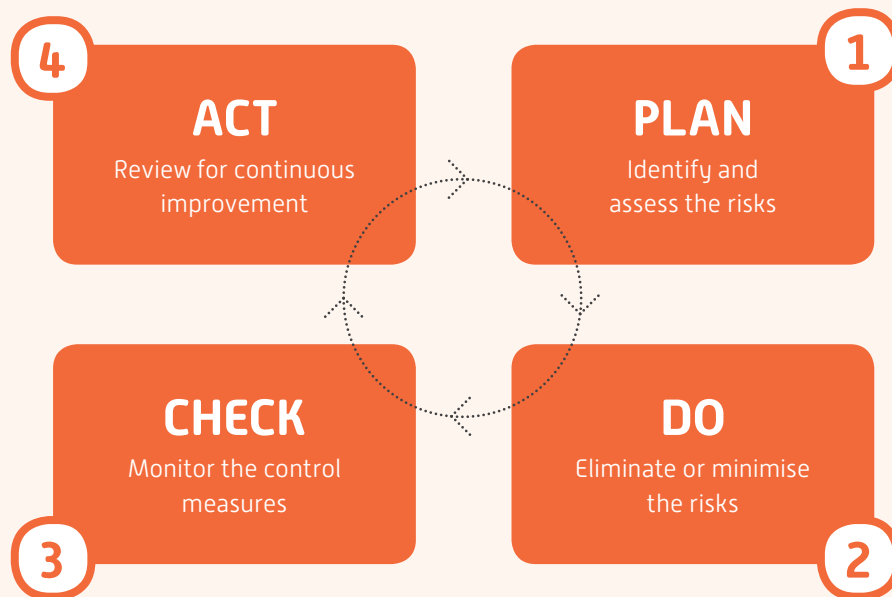 4
ACT
Review for continuous
improvement
1
PLAN
Identify and
assess the risks
3
CHECK
Monitor the control
measures
2
DO
Eliminate or minimise
the risks